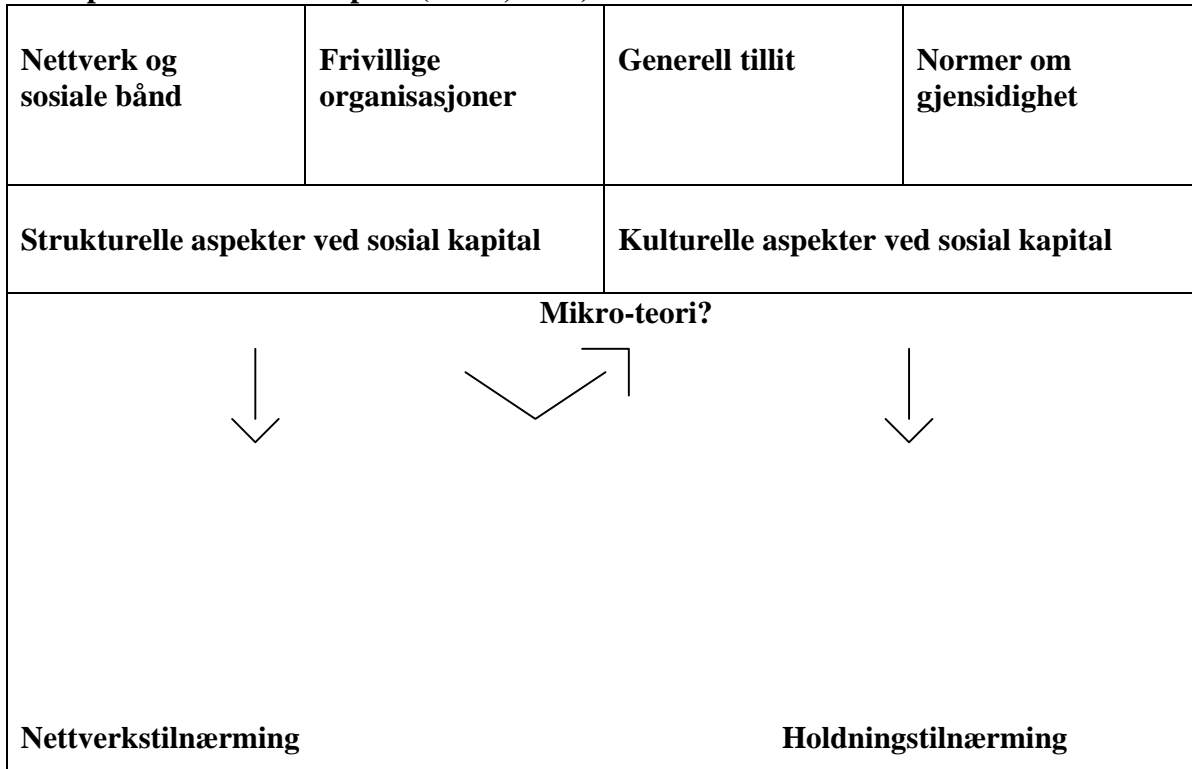 Nettverk og
sosiale bånd
Frivillige
organisasjoner
Generell tillit
Normer om
gjensidighet
Strukturelle aspekter ved sosial kapital
Kulturelle aspekter ved sosial kapital
Mikro-teori?
Nettverkstilnærming
Holdningstilnærming